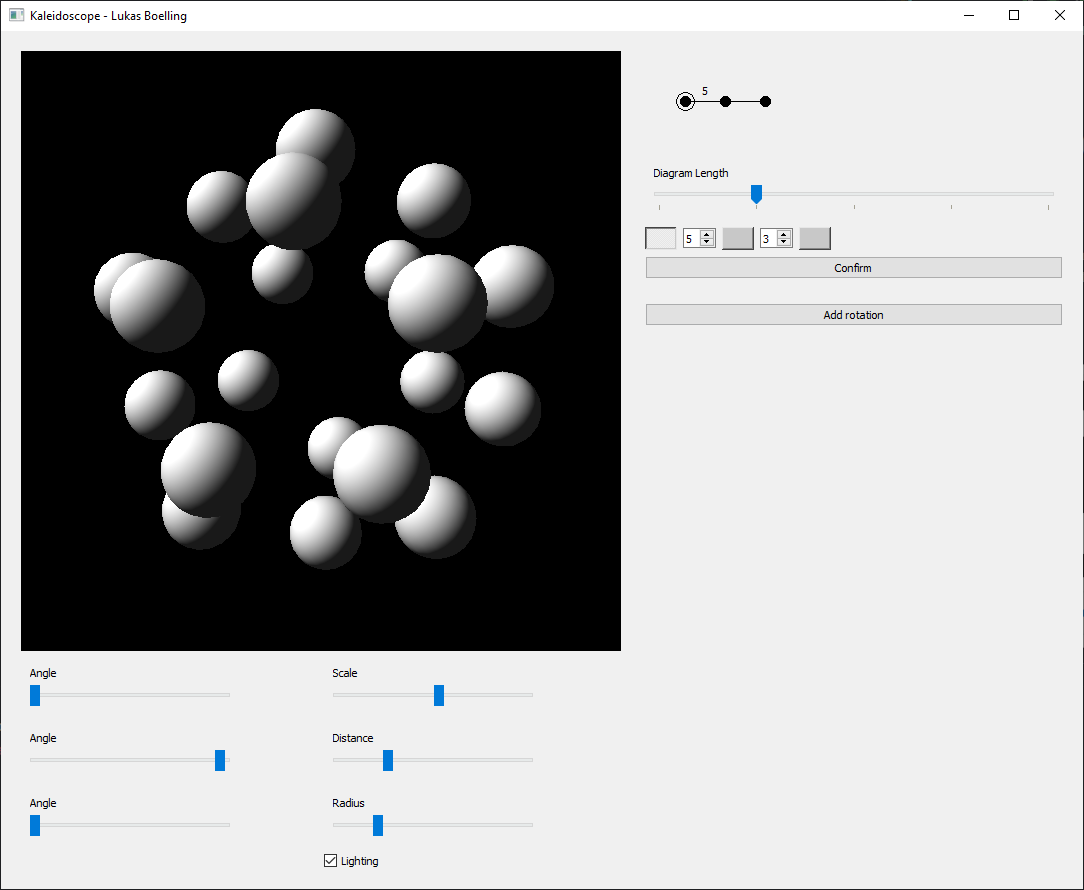 Kaleidoscope - Lukas Boelling
5
Diagram Length
5 3
Confirm
Add rotation
Angle Scale
Angle Distance
Angle Radius
Lighting